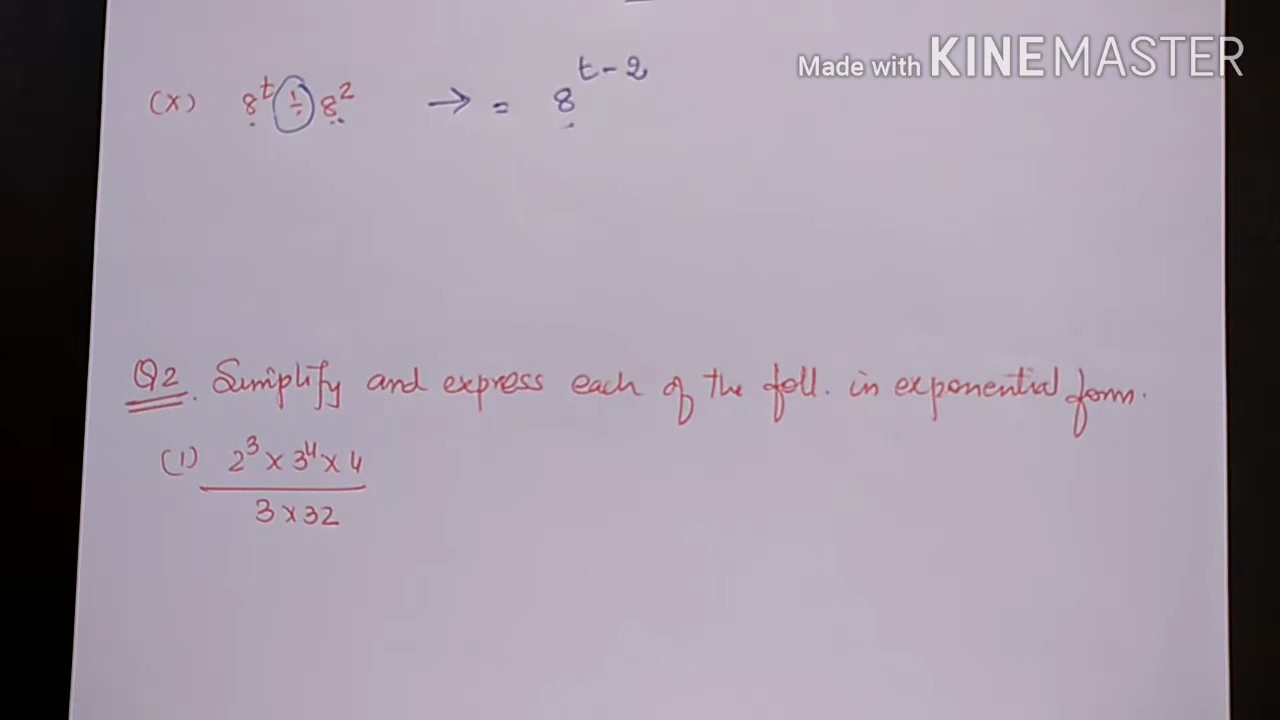 Made with KINEMASTER
(x) 8^t ÷ 8^2 → = 8^{t-2}
Q2. Simplify and express each of the foll. in exponential form.
(1) 2^3 × 3^4 × 4
3 × 32